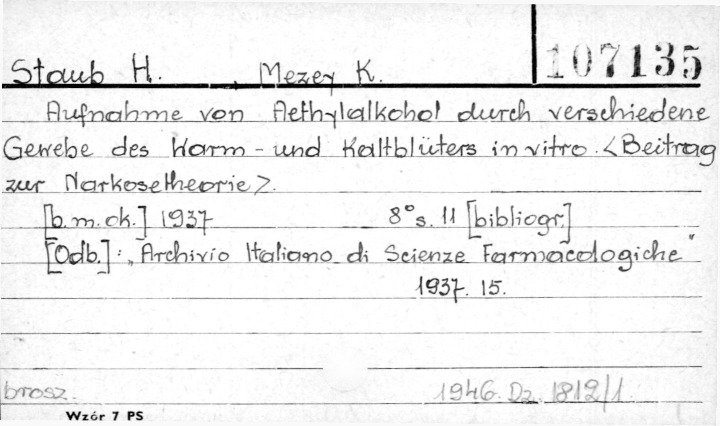 107135
Staub H. , Mezey K.
Aufnahme von Aethylalkohol durch verschiedene
Gewebe des Warm- und Kaltblüters in vitro. <Beitrag
zur Narkosetheorie>.
[b.m.ok.] 1937 8° s. 11 [bibliogr.]
[Odb.]: „Archivio Italiano di Scienze Farmacologiche"
1937. 15.
brosz. 1946. Dz. 1812/1
Wzór 7 PS